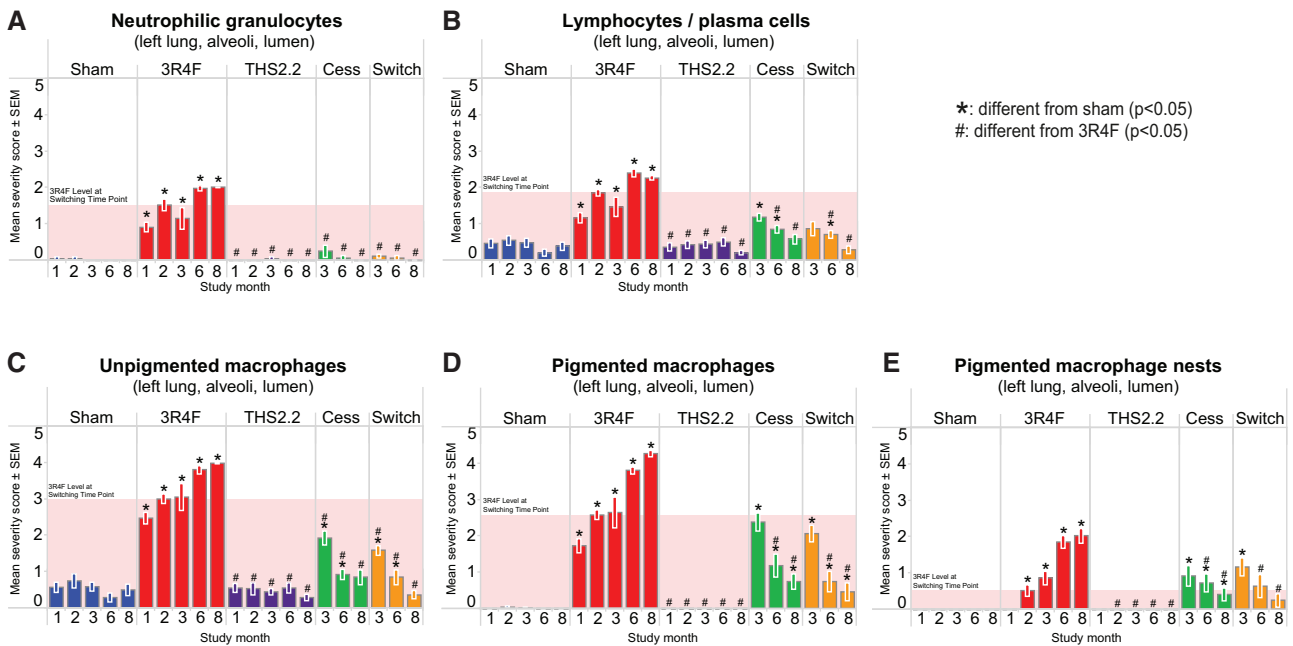 A
Neutrophilic granulocytes
(left lung, alveoli, lumen)
Sham 3R4F THS2.2 Cess Switch
Mean severity score ± SEM
5
4
3
2
1
0
3R4F Level at
Switching Time Point
* * * * *
# # # # #
# # #
# # #
1 2 3 6 8 1 2 3 6 8 1 2 3 6 8 3 6 8 3 6 8
Study month
B
Lymphocytes / plasma cells
(left lung, alveoli, lumen)
Sham 3R4F THS2.2 Cess Switch
Mean severity score ± SEM
5
4
3
2
1
0
3R4F Level at
Switching Time Point
* * * * *
# # # # #
* #* #
#* #
1 2 3 6 8 1 2 3 6 8 1 2 3 6 8 3 6 8 3 6 8
Study month
*: different from sham (p<0.05)
#: different from 3R4F (p<0.05)
C
Unpigmented macrophages
(left lung, alveoli, lumen)
Sham 3R4F THS2.2 Cess Switch
Mean severity score ± SEM
5
4
3
2
1
0
3R4F Level at
Switching Time Point
* * * * *
# # # # #
#* #* #
#* #* #
1 2 3 6 8 1 2 3 6 8 1 2 3 6 8 3 6 8 3 6 8
Study month
D
Pigmented macrophages
(left lung, alveoli, lumen)
Sham 3R4F THS2.2 Cess Switch
Mean severity score ± SEM
5
4
3
2
1
0
3R4F Level at
Switching Time Point
* * * * *
# # # # #
* #* #*
* #* #*
1 2 3 6 8 1 2 3 6 8 1 2 3 6 8 3 6 8 3 6 8
Study month
E
Pigmented macrophage nests
(left lung, alveoli, lumen)
Sham 3R4F THS2.2 Cess Switch
Mean severity score ± SEM
5
4
3
2
1
0
3R4F Level at
Switching Time Point
* * * *
# # # #
* #* #*
* # #
1 2 3 6 8 1 2 3 6 8 1 2 3 6 8 3 6 8 3 6 8
Study month